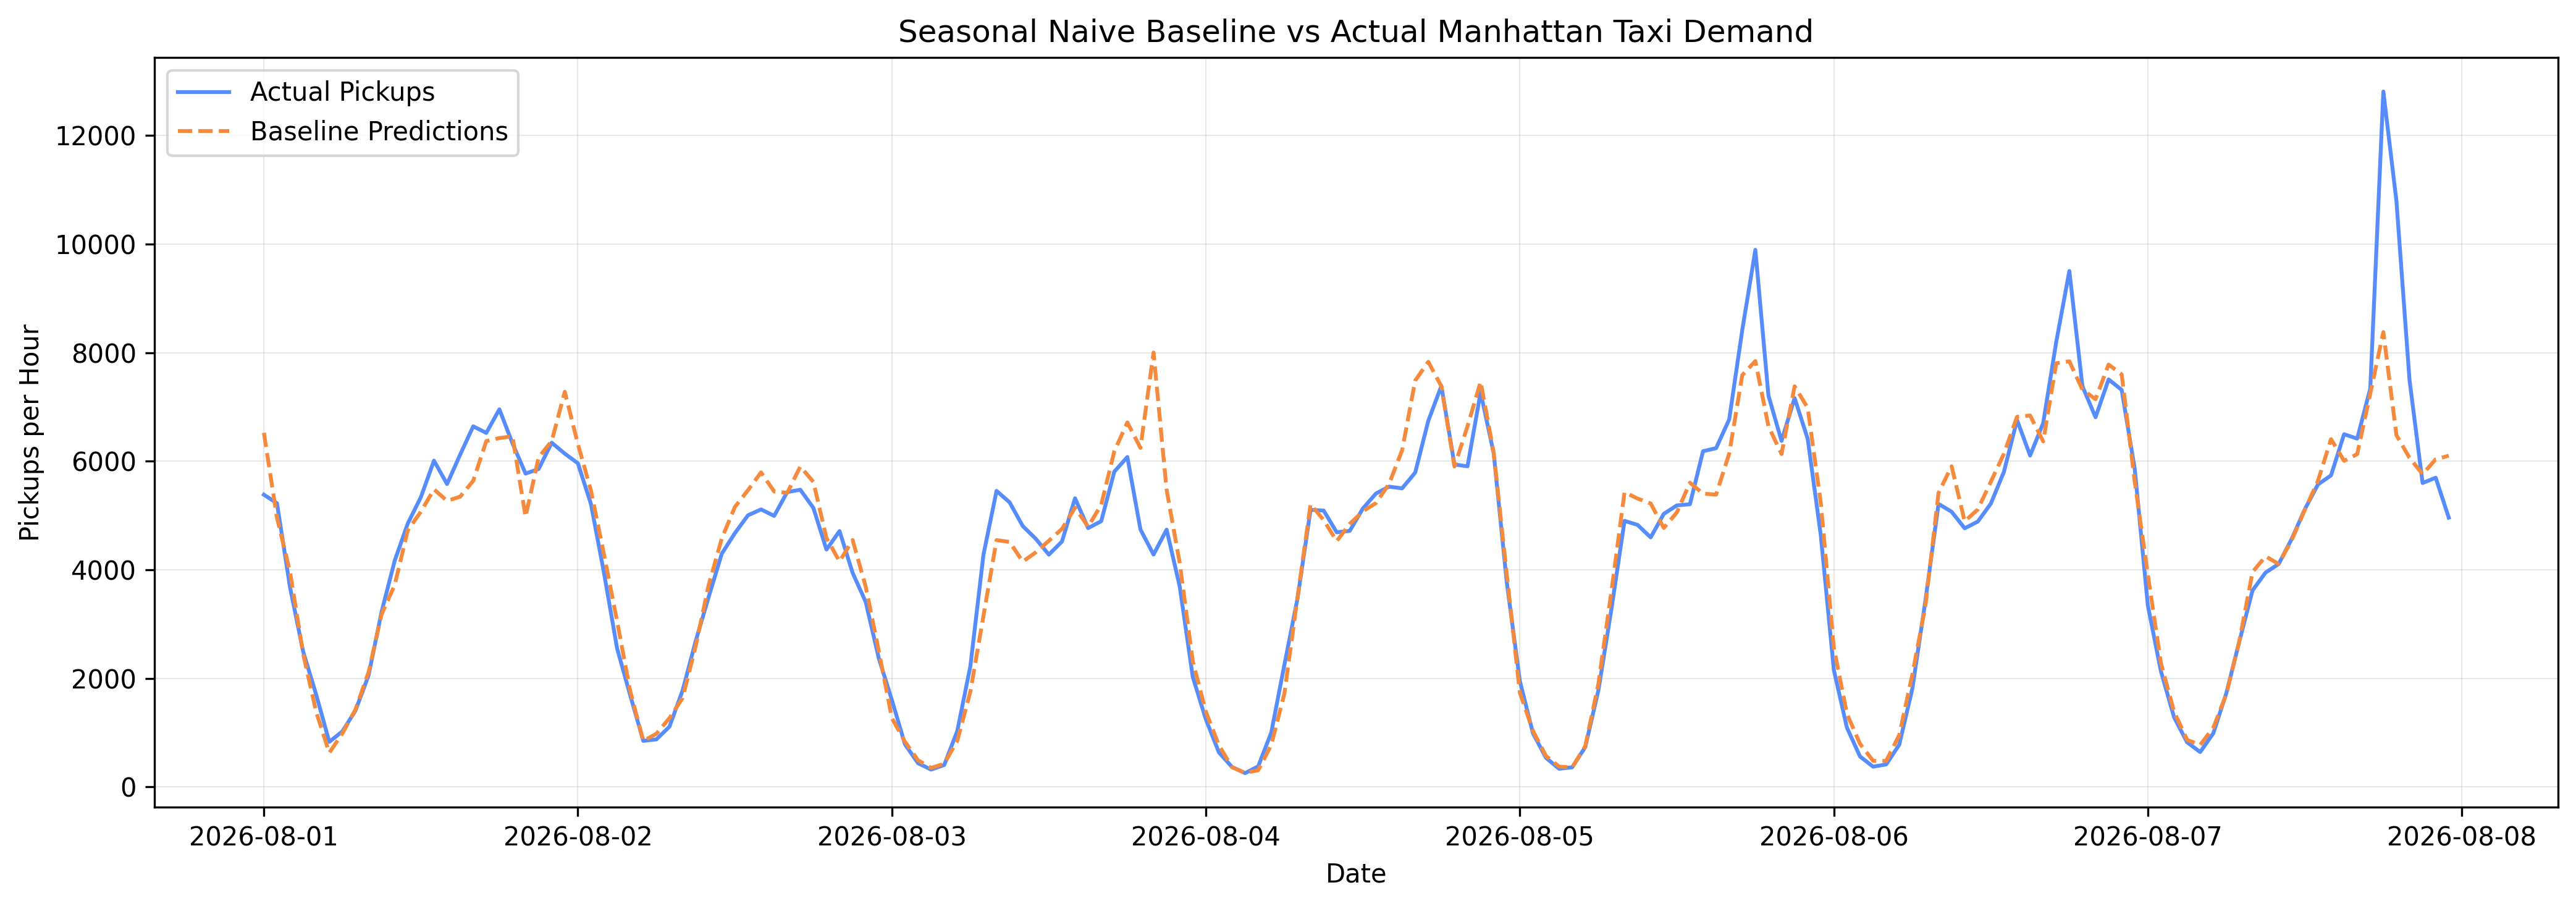 Seasonal Naive Baseline vs Actual Manhattan Taxi Demand
Actual Pickups
Baseline Predictions
12000
10000
8000
6000
4000
2000
0
Pickups per Hour
2026-08-01 2026-08-02 2026-08-03 2026-08-04 2026-08-05 2026-08-06 2026-08-07 2026-08-08
Date